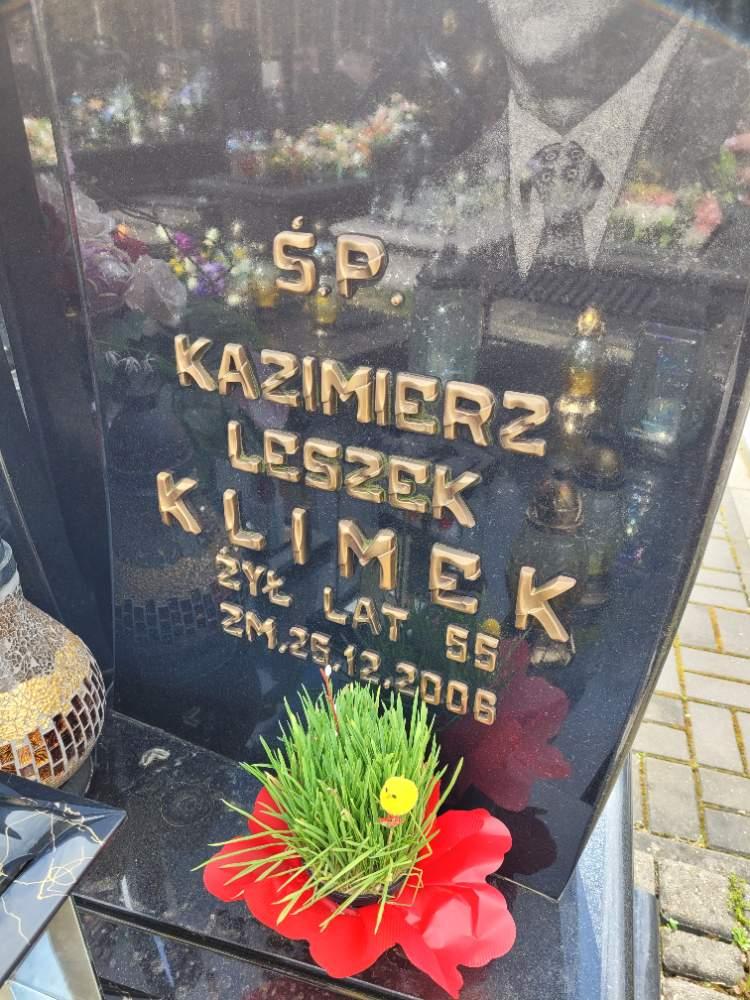 Ś.P.
KAZIMIERZ
LESZEK
KLIMEK
ŻYŁ LAT 55
ZM.25.12.2006